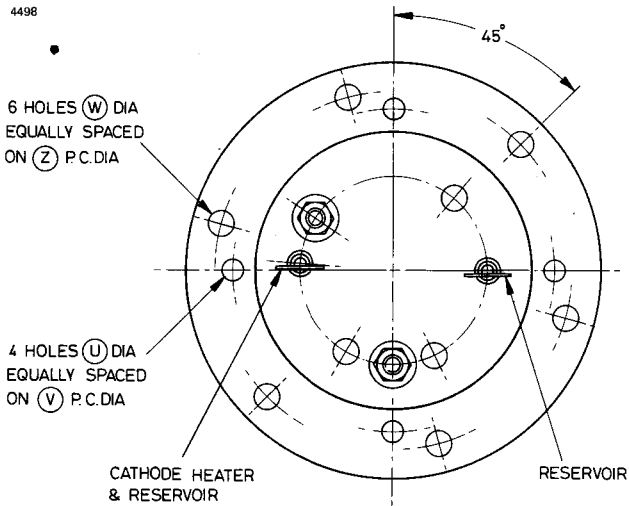 4498
45°
6 HOLES W DIA
EQUALLY SPACED
ON Z P.C.DIA
4 HOLES U DIA
EQUALLY SPACED
ON V P.C.DIA
CATHODE HEATER
& RESERVOIR
RESERVOIR